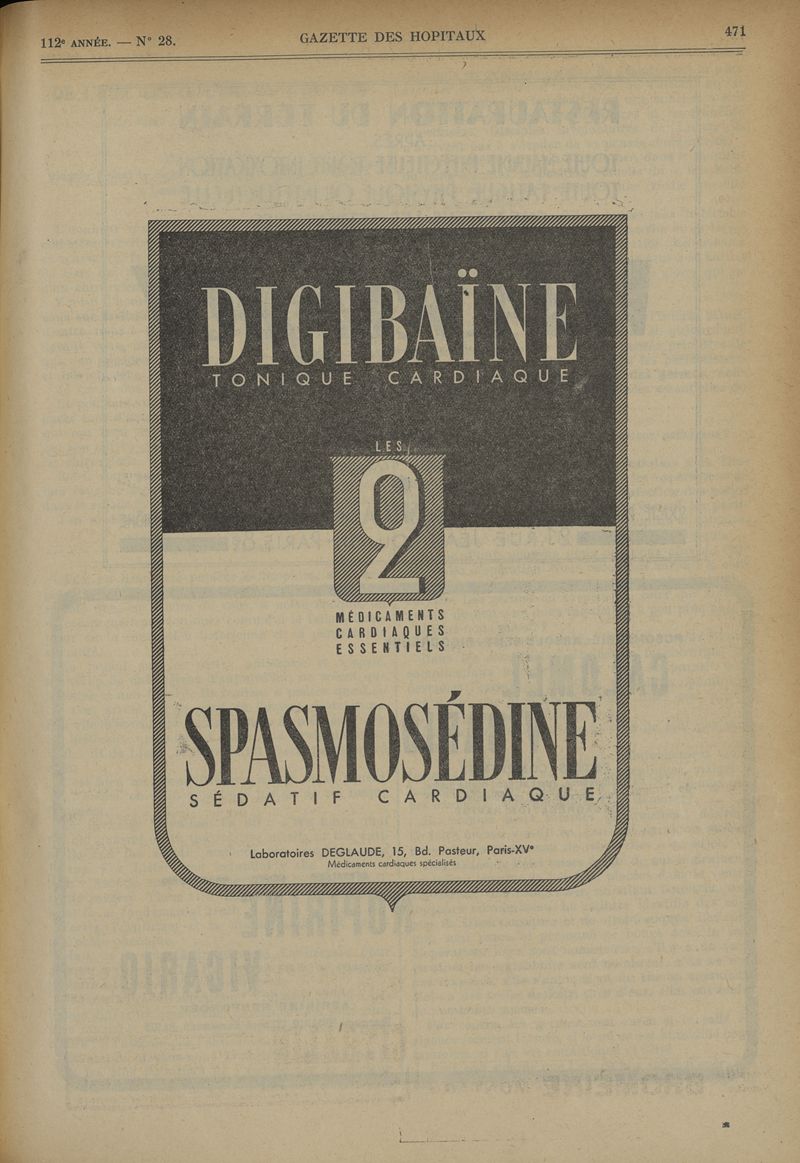 112e ANNÉE. — N° 28.
GAZETTE DES HOPITAUX
471
DIGIBAÏNE
TONIQUE CARDIAQUE
LES
2
MÉDICAMENTS
CARDIAQUES
ESSENTIELS
SPASMOSÉDINE
SÉDATIF CARDIAQUE
Laboratoires DEGLAUDE, 15, Bd. Pasteur, Paris-XVe
Médicaments cardiaques spécialisés